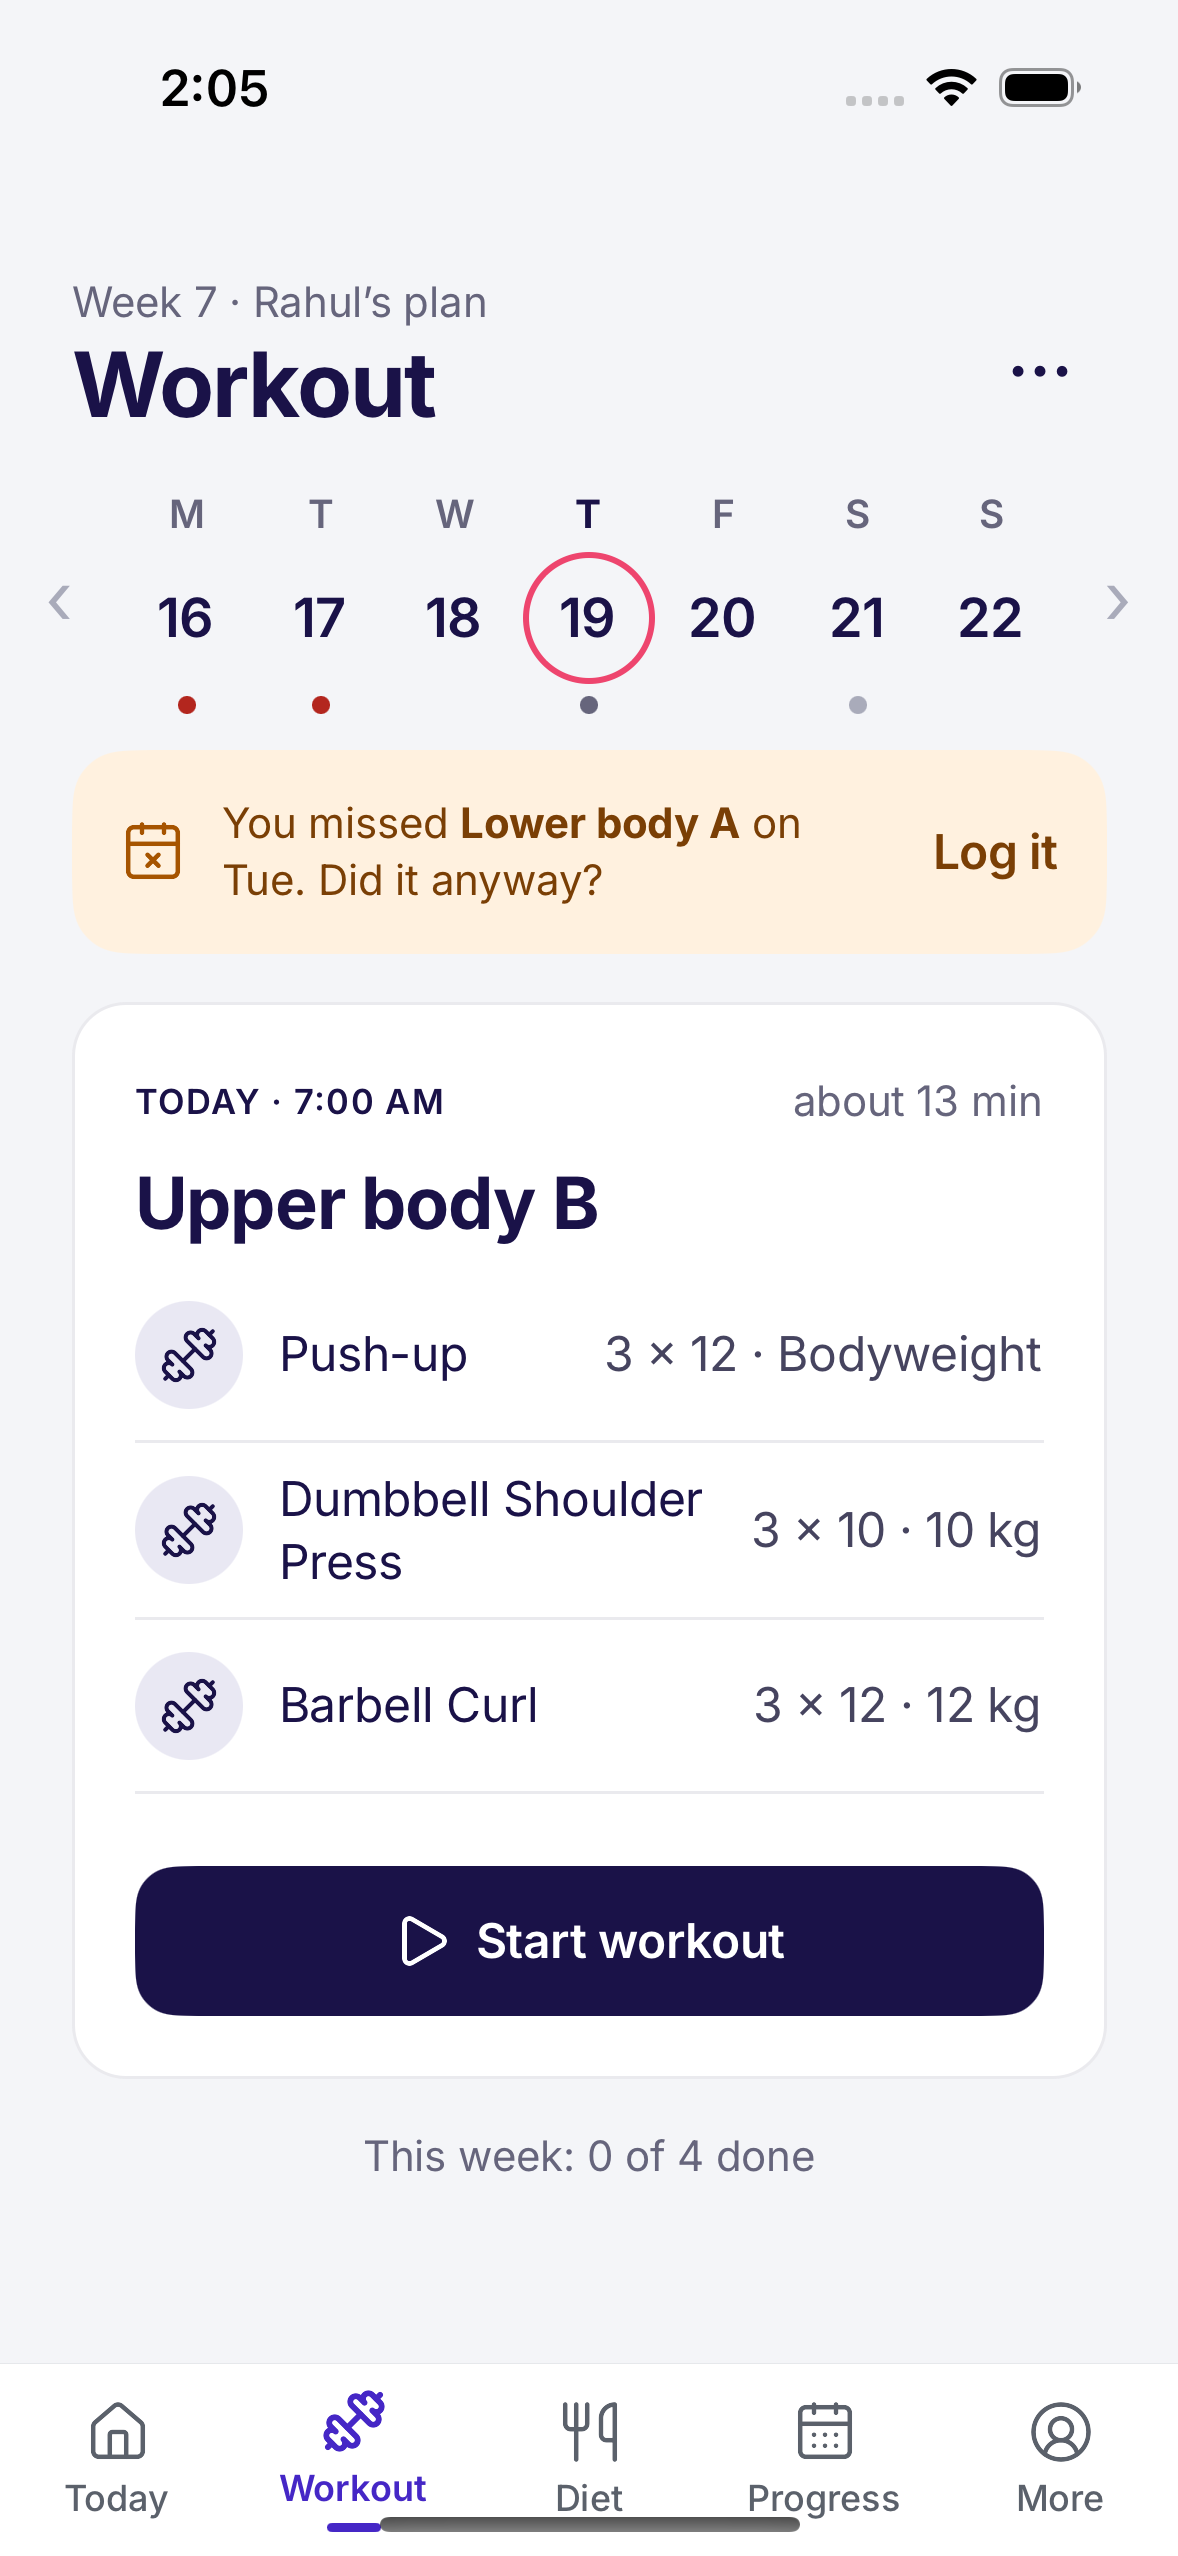 2:05
Week 7 · Rahul’s plan
Workout
M T W T F S S
16 17 18 19 20 21 22
You missed Lower body A on
Tue. Did it anyway?
Log it
TODAY · 7:00 AM
about 13 min
Upper body B
Push-up
3 × 12 · Bodyweight
Dumbbell Shoulder
Press
3 × 10 · 10 kg
Barbell Curl
3 × 12 · 12 kg
Start workout
This week: 0 of 4 done
Today
Workout
Diet
Progress
More